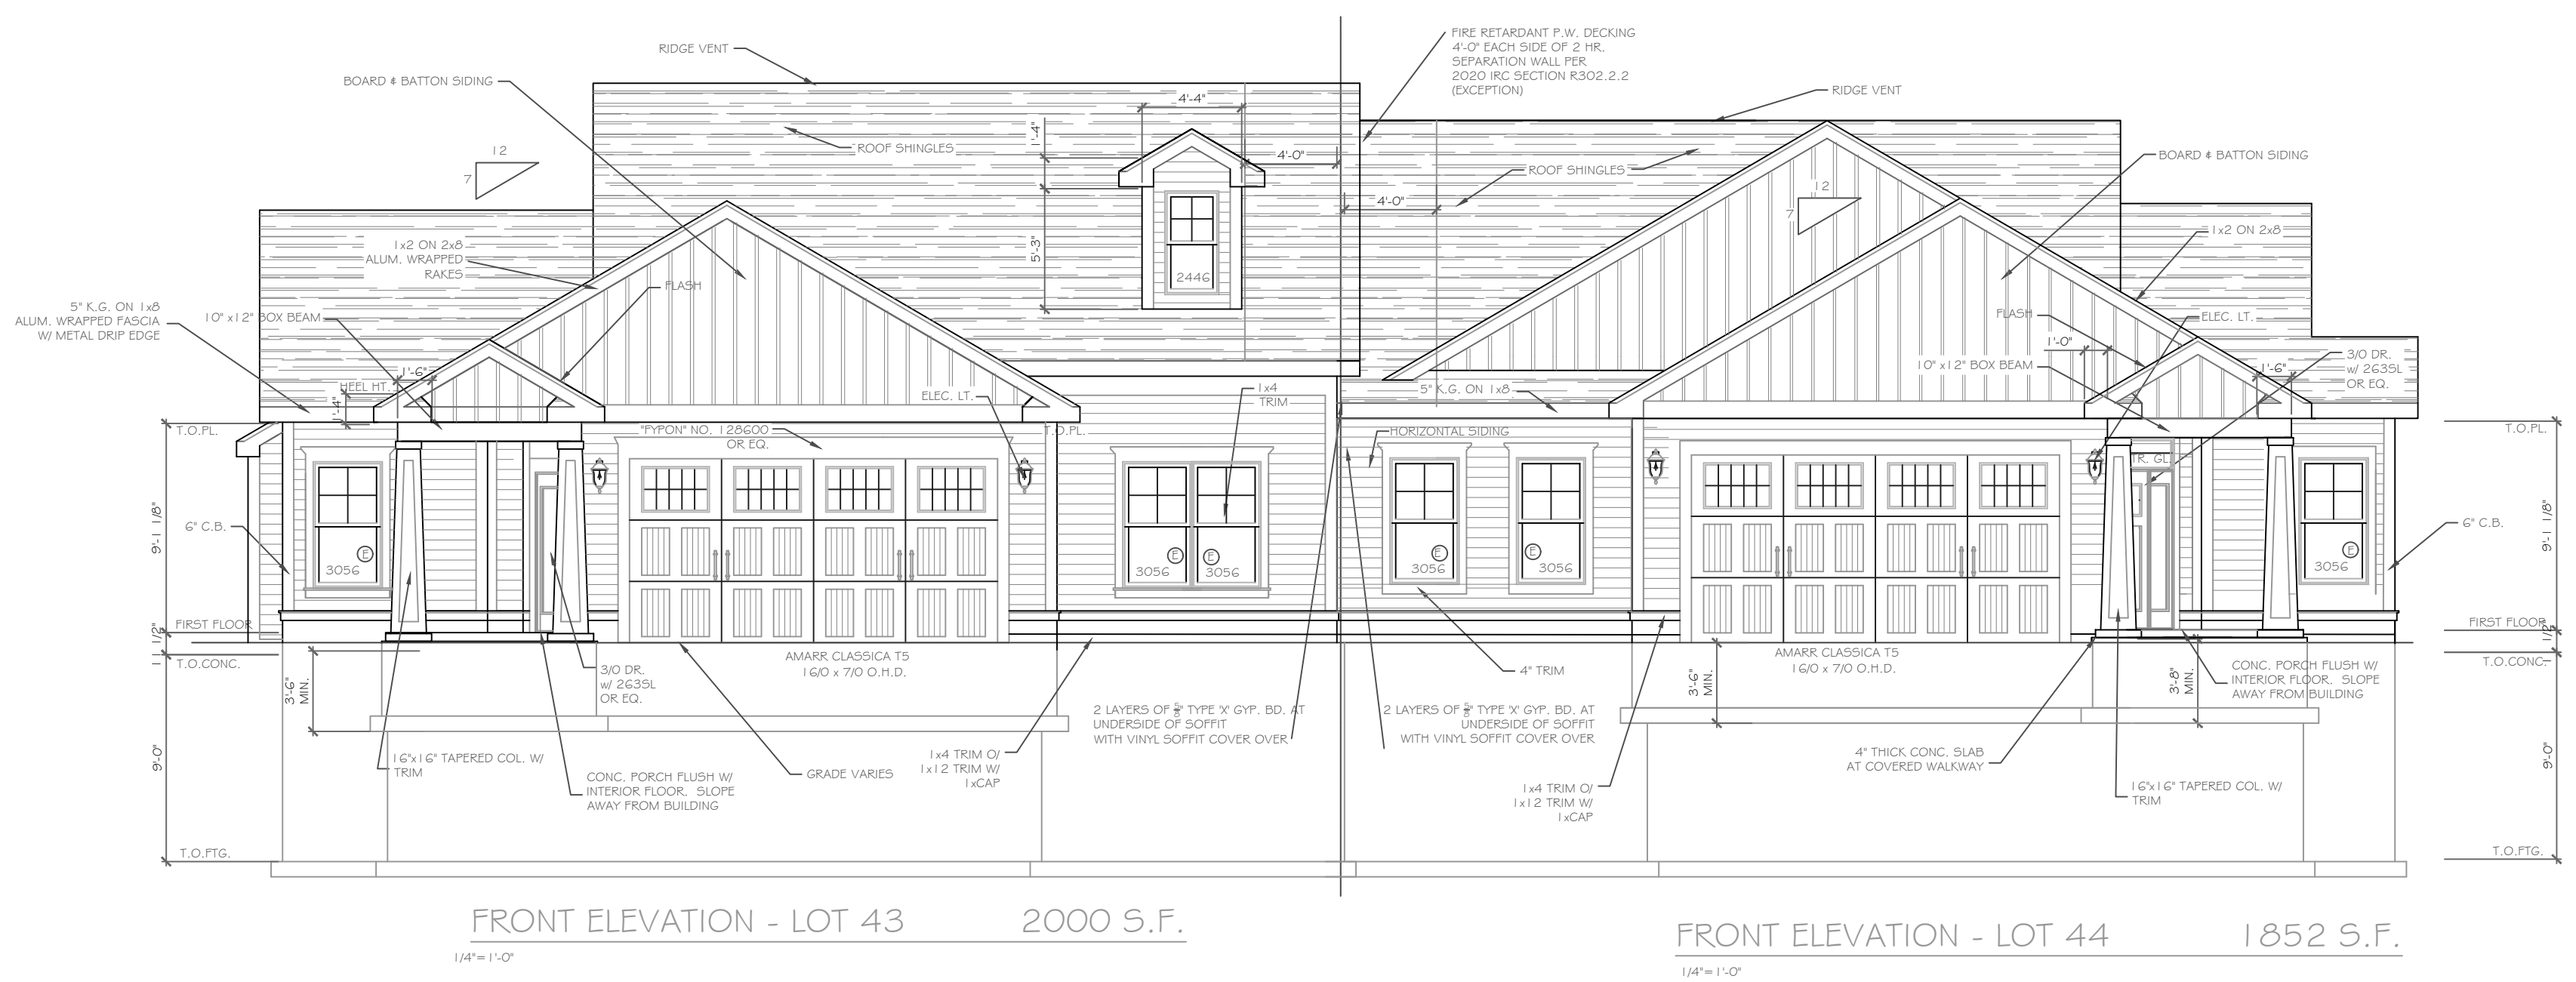 RIDGE VENT
BOARD & BATTON SIDING
ROOF SHINGLES
12
7
1x2 ON 2x8
ALUM. WRAPPED
RAKES
FLASH
5" K.G. ON 1x8
ALUM. WRAPPED FASCIA
W/ METAL DRIP EDGE
10" x12" BOX BEAM
1'-6"
HEEL HT.
1'-4"
4'-4"
1'-4"
4'-0"
5'-3"
2446
FIRE RETARDANT P.W. DECKING
4'-0" EACH SIDE OF 2 HR.
SEPARATION WALL PER
2020 IRC SECTION R302.2.2
(EXCEPTION)
RIDGE VENT
ROOF SHINGLES
4'-0"
12
7
BOARD & BATTON SIDING
1x2 ON 2x8
FLASH
ELEC. LT.
1'-0"
10" x12" BOX BEAM
3/0 DR.
w/ 263SL
OR EQ.
1'-6"
ELEC. LT.
1x4
TRIM
5" K.G. ON 1x8
T.O.PL.
"FYPON" NO. 128600
OR EQ.
T.O.PL.
HORIZONTAL SIDING
TR. GL.
T.O.PL.
9'-1 1/8"
6" C.B.
E
3056
E
3056
E
3056
E
3056
E
3056
E
3056
6" C.B.
9'-1 1/8"
FIRST FLOOR
1 1/2"
T.O.CONC.
3'-6"
MIN.
3/0 DR.
w/ 263SL
OR EQ.
AMARR CLASSICA T5
16/0 x 7/0 O.H.D.
4" TRIM
AMARR CLASSICA T5
16/0 x 7/0 O.H.D.
3'-6"
MIN.
3'-8"
MIN.
CONC. PORCH FLUSH W/
INTERIOR FLOOR. SLOPE
AWAY FROM BUILDING
FIRST FLOOR
1 1/2"
T.O.CONC.
2 LAYERS OF 5/8" TYPE 'X' GYP. BD. AT
UNDERSIDE OF SOFFIT
WITH VINYL SOFFIT COVER OVER
2 LAYERS OF 5/8" TYPE 'X' GYP. BD. AT
UNDERSIDE OF SOFFIT
WITH VINYL SOFFIT COVER OVER
9'-0"
16"x16" TAPERED COL. W/
TRIM
CONC. PORCH FLUSH W/
INTERIOR FLOOR. SLOPE
AWAY FROM BUILDING
GRADE VARIES
1x4 TRIM O/
1x12 TRIM W/
1xCAP
1x4 TRIM O/
1x12 TRIM W/
1xCAP
4" THICK CONC. SLAB
AT COVERED WALKWAY
16"x16" TAPERED COL. W/
TRIM
9'-0"
T.O.FTG.
T.O.FTG.
FRONT ELEVATION - LOT 43 2000 S.F.
1/4"=1'-0"
FRONT ELEVATION - LOT 44 1852 S.F.
1/4"=1'-0"